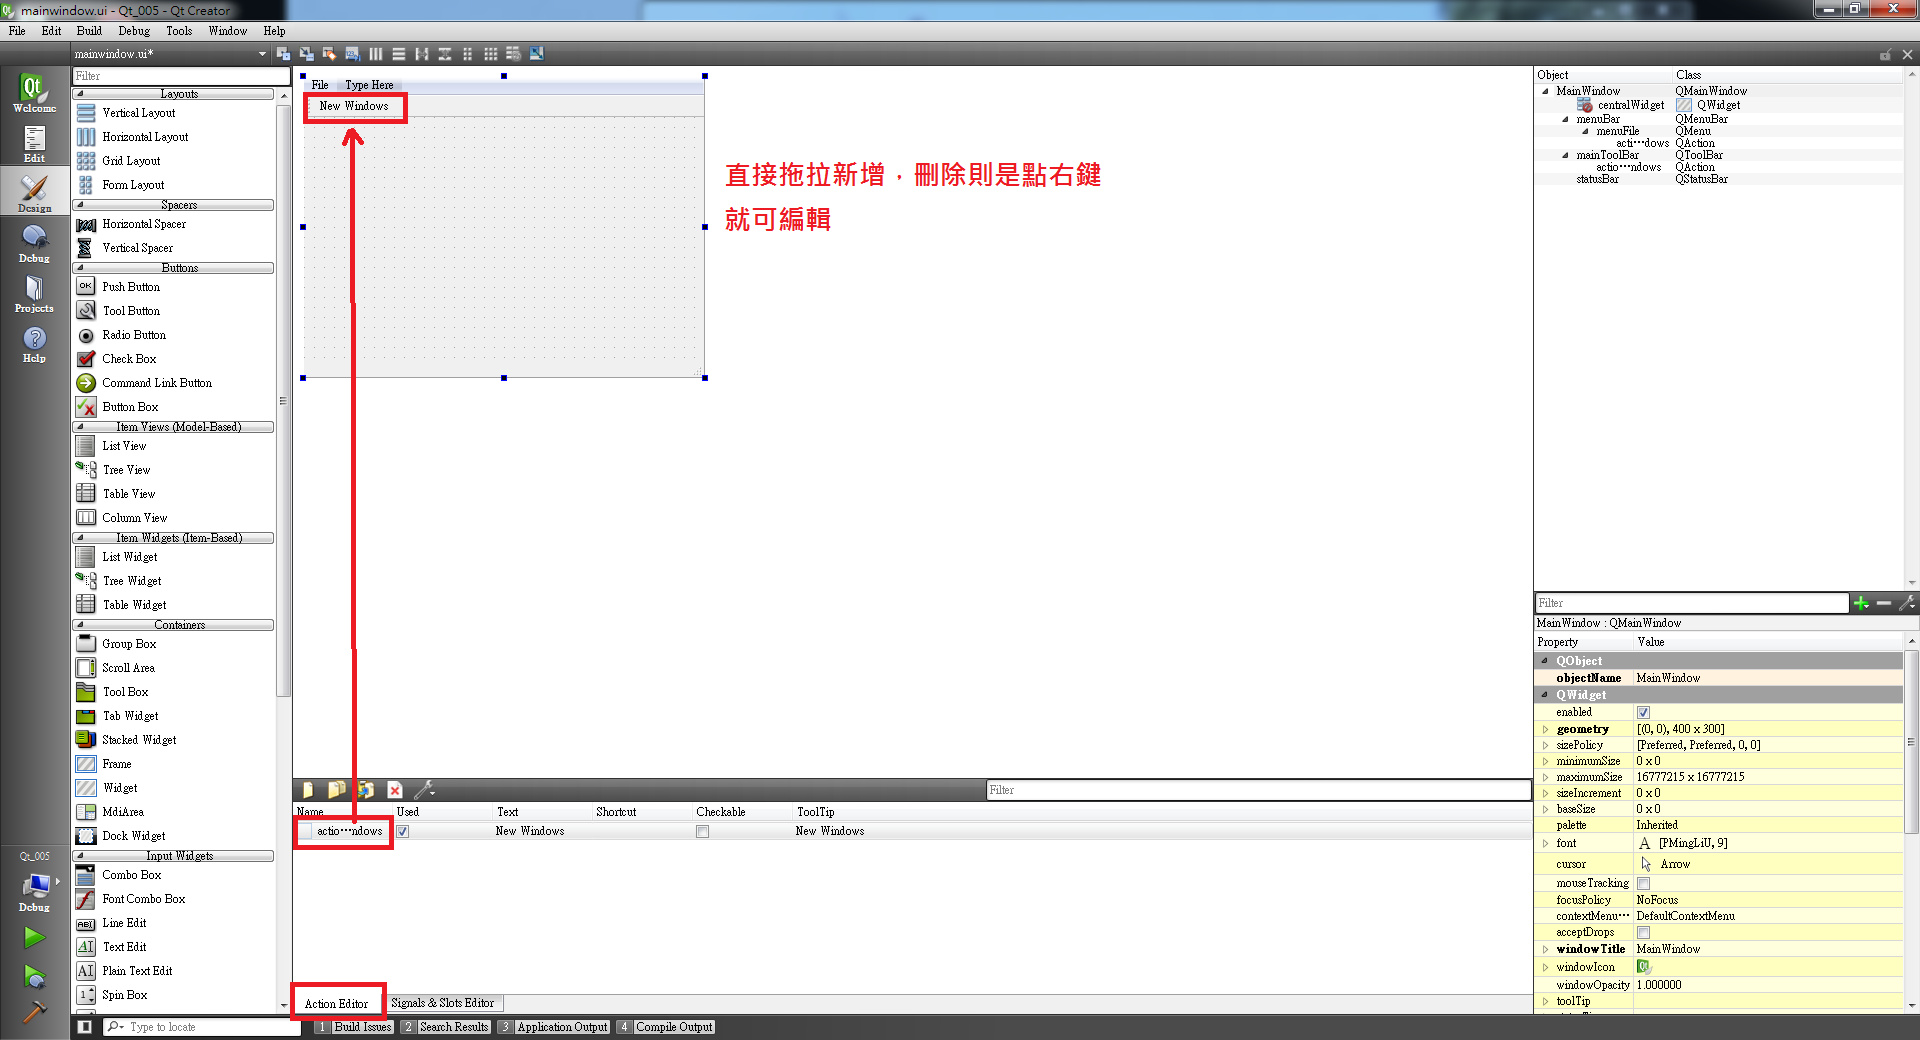 mainwindow.ui - Qt_005 - Qt Creator
File Edit Build Debug Tools Window Help
mainwindow.ui*
Welcome
Edit
Design
Debug
Projects
Help
Qt_005
Debug
Filter
Layouts
Vertical Layout
Horizontal Layout
Grid Layout
Form Layout
Spacers
Horizontal Spacer
Vertical Spacer
Buttons
OK Push Button
Tool Button
Radio Button
Check Box
Command Link Button
Button Box
Item Views (Model-Based)
List View
Tree View
Table View
Column View
Item Widgets (Item-Based)
List Widget
Tree Widget
Table Widget
Containers
Group Box
Scroll Area
Tool Box
Tab Widget
Stacked Widget
Frame
Widget
MdiArea
Dock Widget
Input Widgets
Combo Box
Font Combo Box
Line Edit
Text Edit
Plain Text Edit
Spin Box
File Type Here
New Windows
直接拖拉新增，刪除則是點右鍵
就可編輯
Filter
Name Used Text Shortcut Checkable ToolTip
actio⋯ndows New Windows New Windows
Action Editor Signals & Slots Editor
Object Class
MainWindow QMainWindow
centralWidget QWidget
menuBar QMenuBar
menuFile QMenu
acti⋯dows QAction
mainToolBar QToolBar
actio⋯ndows QAction
statusBar QStatusBar
Filter
MainWindow : QMainWindow
Property Value
QObject
objectName MainWindow
QWidget
enabled
geometry [(0, 0), 400 x 300]
sizePolicy [Preferred, Preferred, 0, 0]
minimumSize 0 x 0
maximumSize 16777215 x 16777215
sizeIncrement 0 x 0
baseSize 0 x 0
palette Inherited
font A [PMingLiU, 9]
cursor Arrow
mouseTracking
focusPolicy NoFocus
contextMenu⋯ DefaultContextMenu
acceptDrops
windowTitle MainWindow
windowIcon
windowOpacity 1.000000
toolTip
Type to locate 1 Build Issues 2 Search Results 3 Application Output 4 Compile Output